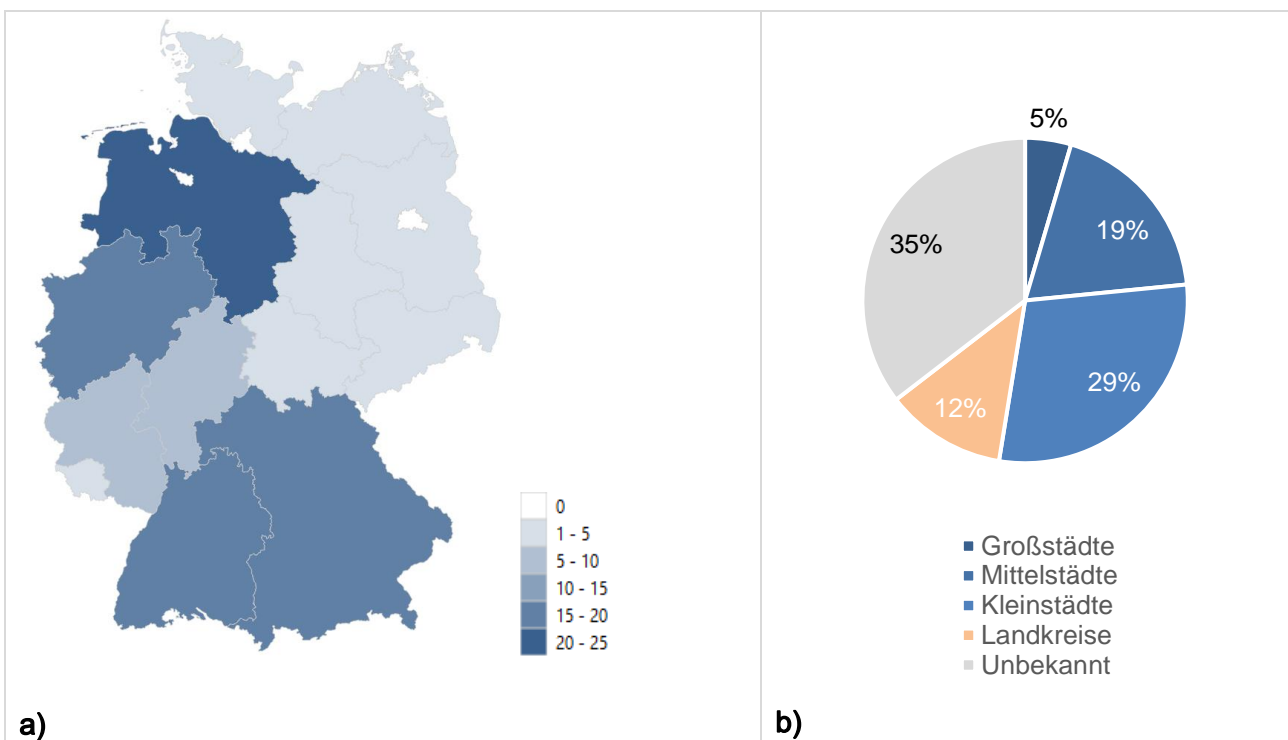 0
1 - 5
5 - 10
10 - 15
15 - 20
20 - 25
a)
5%
19%
35%
29%
12%
Großstädte
Mittelstädte
Kleinstädte
Landkreise
Unbekannt
b)